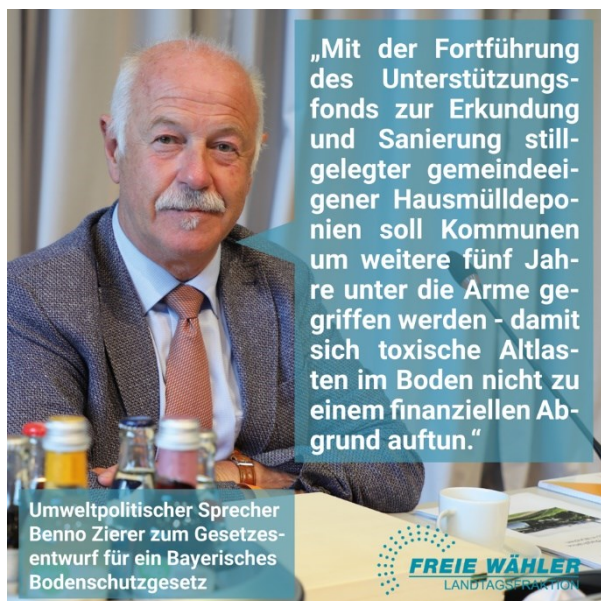 „Mit der Fortführung
des Unterstützungs-
fonds zur Erkundung
und Sanierung still-
gelegter gemeindeei-
gener Hausmülldepo-
nien soll Kommunen
um weitere fünf Jah-
re unter die Arme ge-
griffen werden - damit
sich toxische Altlas-
ten im Boden nicht zu
einem finanziellen Ab-
grund auftun.“
Umweltpolitischer Sprecher
Benno Zierer zum Gesetzes-
entwurf für ein Bayerisches
Bodenschutzgesetz
FREIE WÄHLER
LANDTAGSFRAKTION